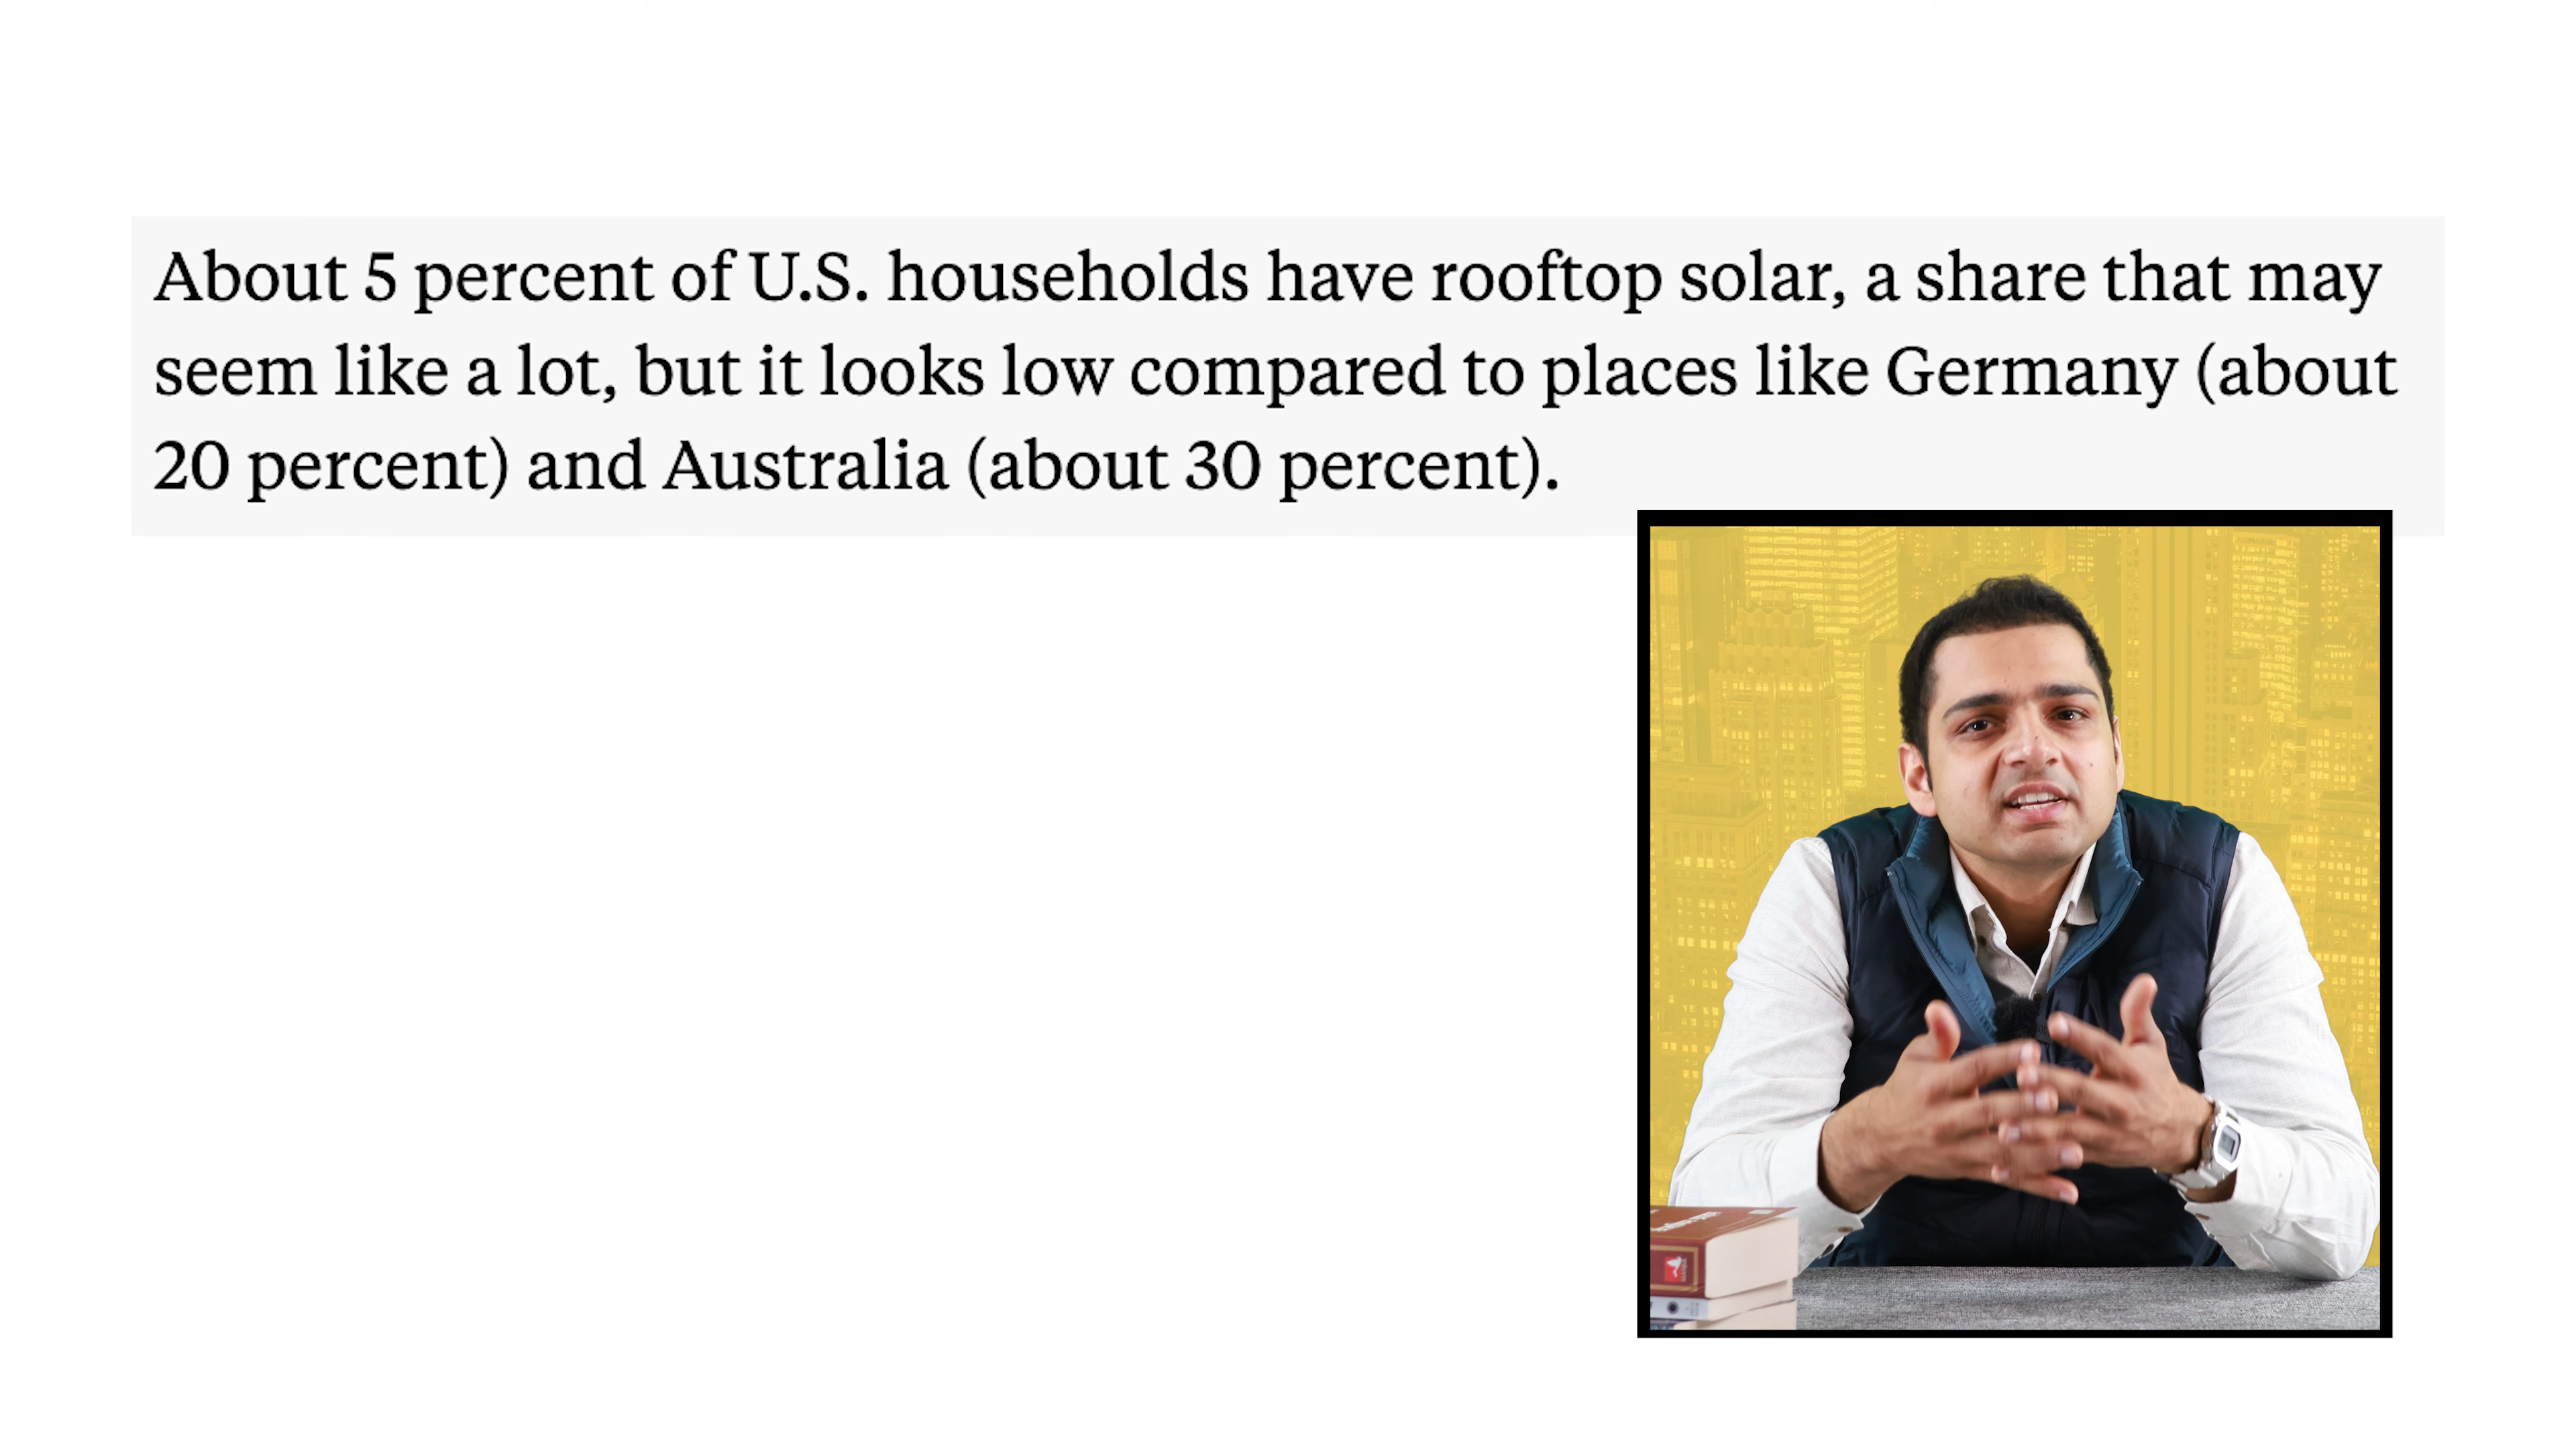 About 5 percent of U.S. households have rooftop solar, a share that may
seem like a lot, but it looks low compared to places like Germany (about
20 percent) and Australia (about 30 percent).